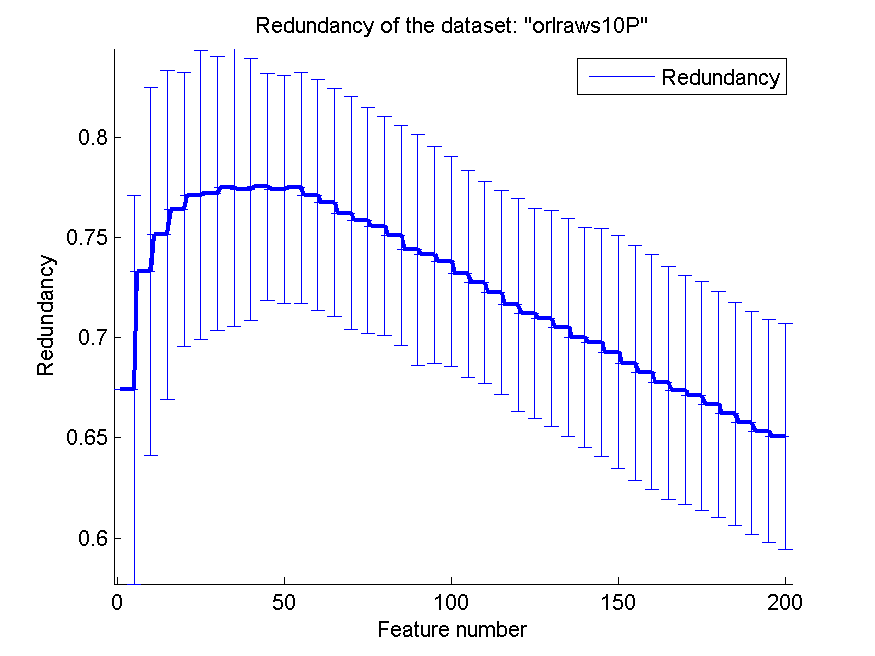 Redundancy of the dataset: "orlraws10P"
Redundancy
0.8
0.75
0.7
0.65
0.6
Redundancy
0
50
100
150
200
Feature number